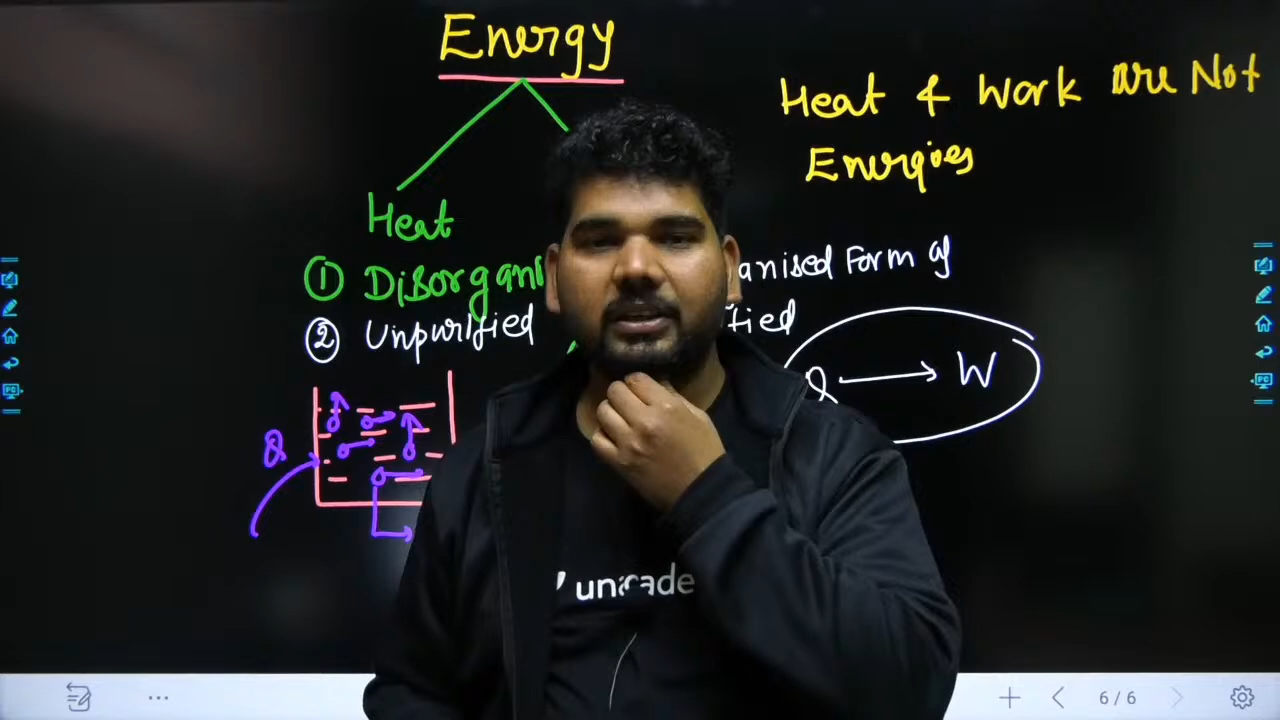 Energy
Heat & Work are Not
Energies
Heat
① Disorgani
anised Form of
② Unpurified
fied
Q → W
Q
unacade
6 / 6